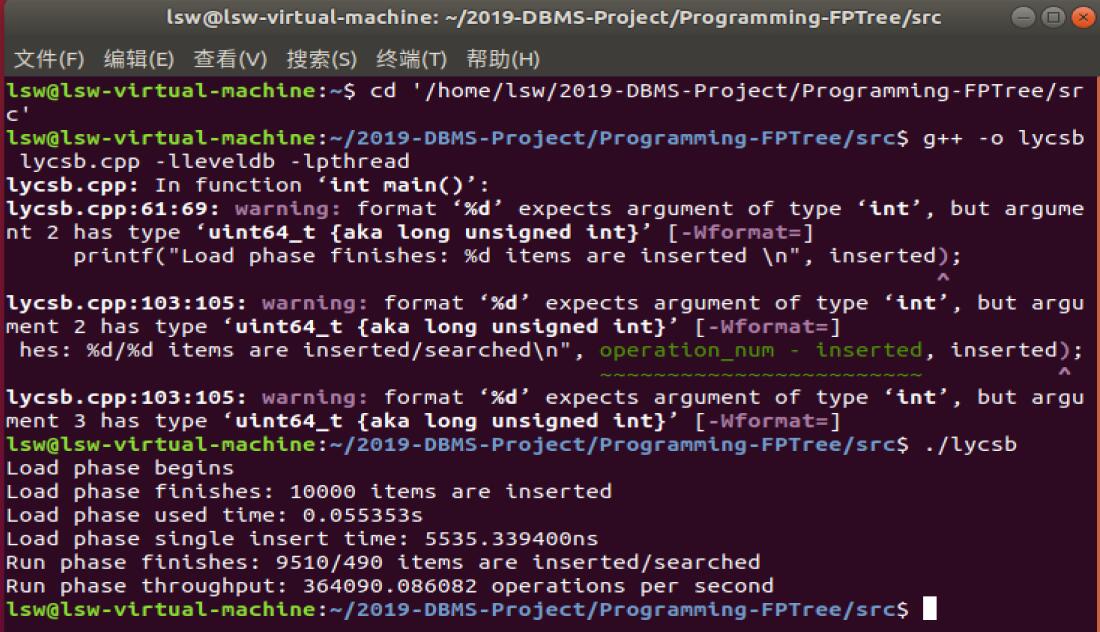 lsw@lsw-virtual-machine: ~/2019-DBMS-Project/Programming-FPTree/src
文件(F) 编辑(E) 查看(V) 搜索(S) 终端(T) 帮助(H)
lsw@lsw-virtual-machine:~$ cd '/home/lsw/2019-DBMS-Project/Programming-FPTree/sr
c'
lsw@lsw-virtual-machine:~/2019-DBMS-Project/Programming-FPTree/src$ g++ -o lycsb
 lycsb.cpp -lleveldb -lpthread
lycsb.cpp: In function ‘int main()’:
lycsb.cpp:61:69: warning: format ‘%d’ expects argument of type ‘int’, but argume
nt 2 has type ‘uint64_t {aka long unsigned int}’ [-Wformat=]
     printf("Load phase finishes: %d items are inserted \n", inserted);
                                                                     ^
lycsb.cpp:103:105: warning: format ‘%d’ expects argument of type ‘int’, but argu
ment 2 has type ‘uint64_t {aka long unsigned int}’ [-Wformat=]
 hes: %d/%d items are inserted/searched\n", operation_num - inserted, inserted);
                                            ~~~~~~~~~~~~~~~~~~~~~~~~          ^
lycsb.cpp:103:105: warning: format ‘%d’ expects argument of type ‘int’, but argu
ment 3 has type ‘uint64_t {aka long unsigned int}’ [-Wformat=]
lsw@lsw-virtual-machine:~/2019-DBMS-Project/Programming-FPTree/src$ ./lycsb
Load phase begins
Load phase finishes: 10000 items are inserted
Load phase used time: 0.055353s
Load phase single insert time: 5535.339400ns
Run phase finishes: 9510/490 items are inserted/searched
Run phase throughput: 364090.086082 operations per second
lsw@lsw-virtual-machine:~/2019-DBMS-Project/Programming-FPTree/src$